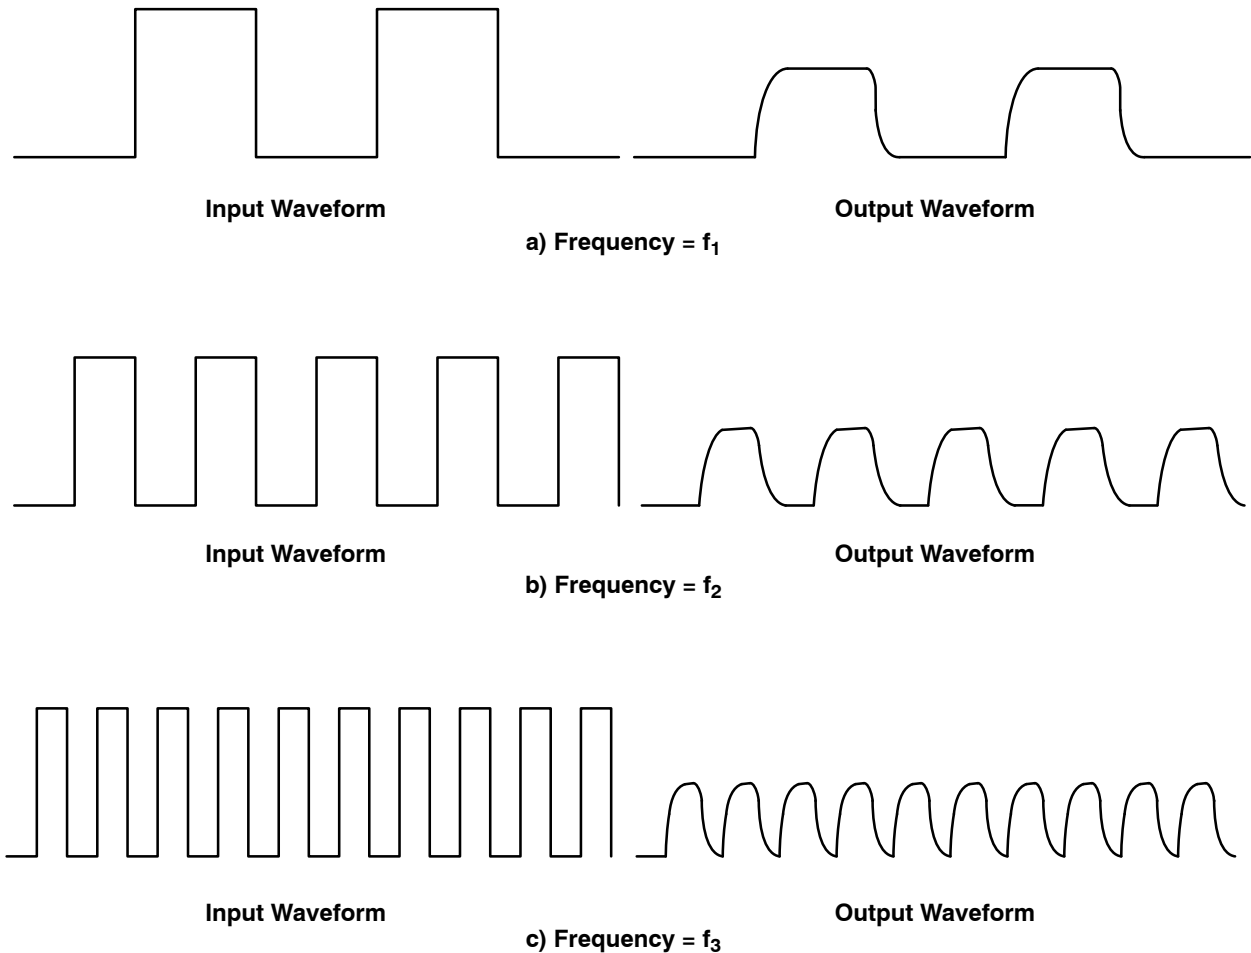 Input Waveform Output Waveform
a) Frequency = f1
Input Waveform Output Waveform
b) Frequency = f2
Input Waveform Output Waveform
c) Frequency = f3